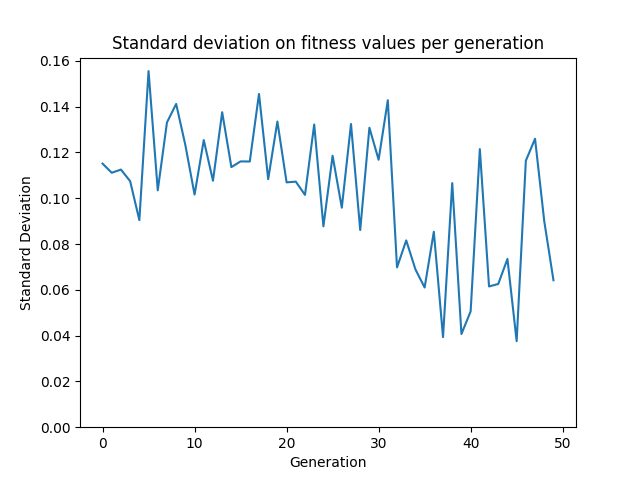 Standard deviation on fitness values per generation
0.16
0.14
0.12
0.10
0.08
0.06
0.04
0.02
0.00
Standard Deviation
0 10 20 30 40 50
Generation